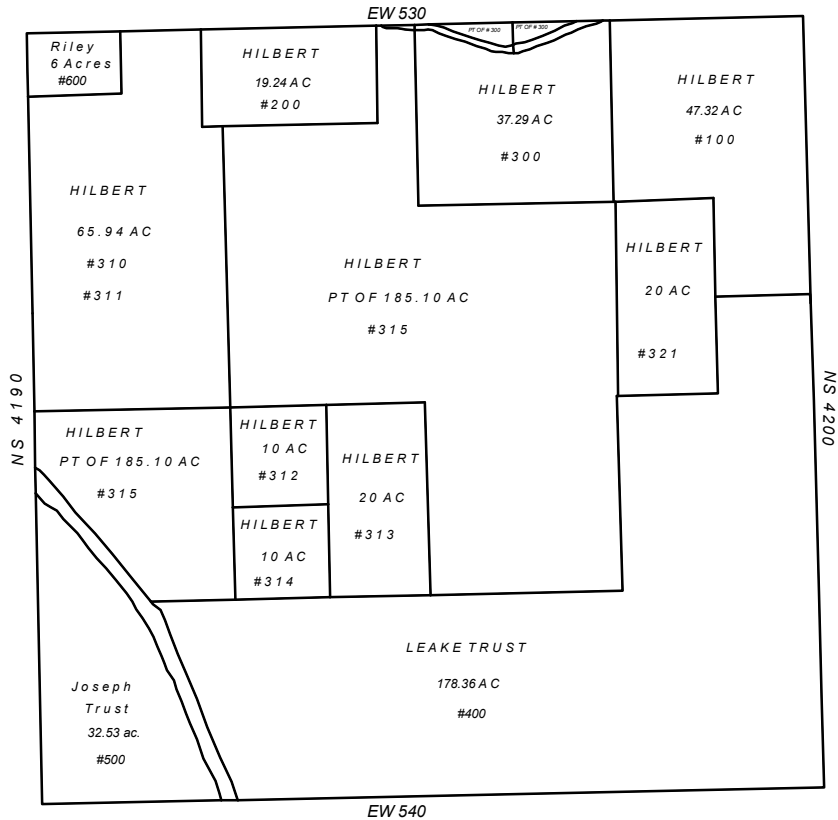 EW 530
PT OF # 300
PT OF # 300
Riley
6 Acres
#600
HILBERT
19.24 AC
#200
HILBERT
37.29 AC
#300
HILBERT
47.32 AC
#100
HILBERT
65.94 AC
#310
#311
HILBERT
PT OF 185.10 AC
#315
HILBERT
20 AC
#321
NS 4190
NS 4200
HILBERT
PT OF 185.10 AC
#315
HILBERT
10 AC
#312
HILBERT
20 AC
#313
HILBERT
10 AC
#314
LEAKE TRUST
178.36 AC
#400
Joseph
Trust
32.53 ac.
#500
EW 540